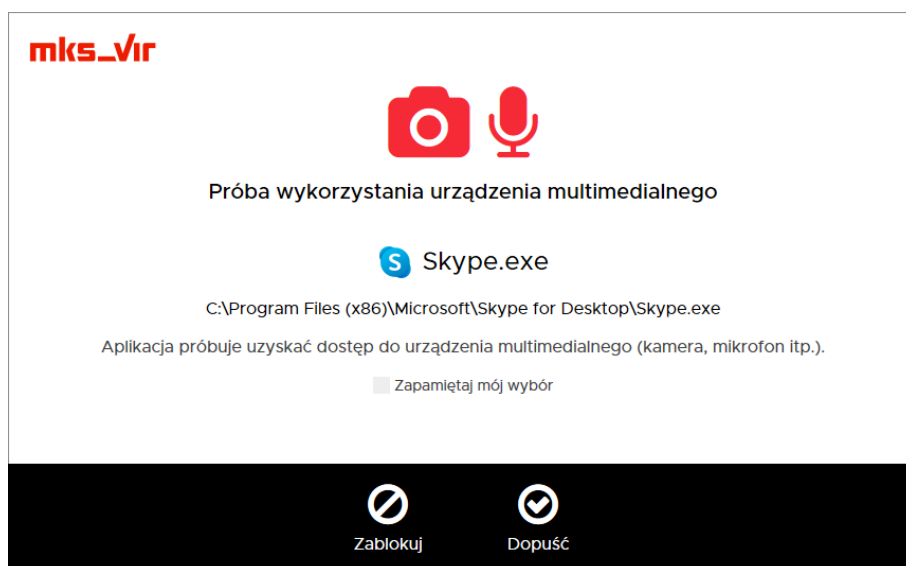 mks_vir
Próba wykorzystania urządzenia multimedialnego
Skype.exe
C:\Program Files (x86)\Microsoft\Skype for Desktop\Skype.exe
Aplikacja próbuje uzyskać dostęp do urządzenia multimedialnego (kamera, mikrofon itp.).
Zapamiętaj mój wybór
Zablokuj Dopuść